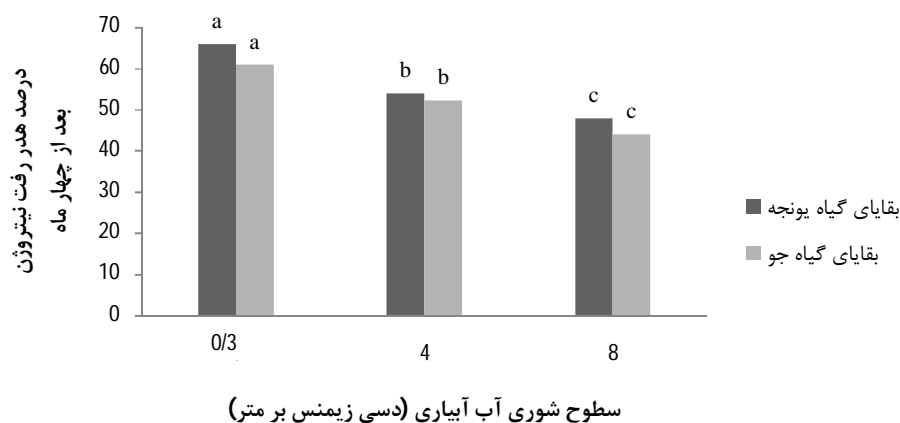 درصد هدر رفت نیتروژن
بعد از چهار ماه
70
60
50
40
30
20
10
0
a a
b b
c c
0/3 4 8
سطوح شوری آب آبیاری (دسی زیمنس بر متر)
بقایای گیاه یونجه
بقایای گیاه جو